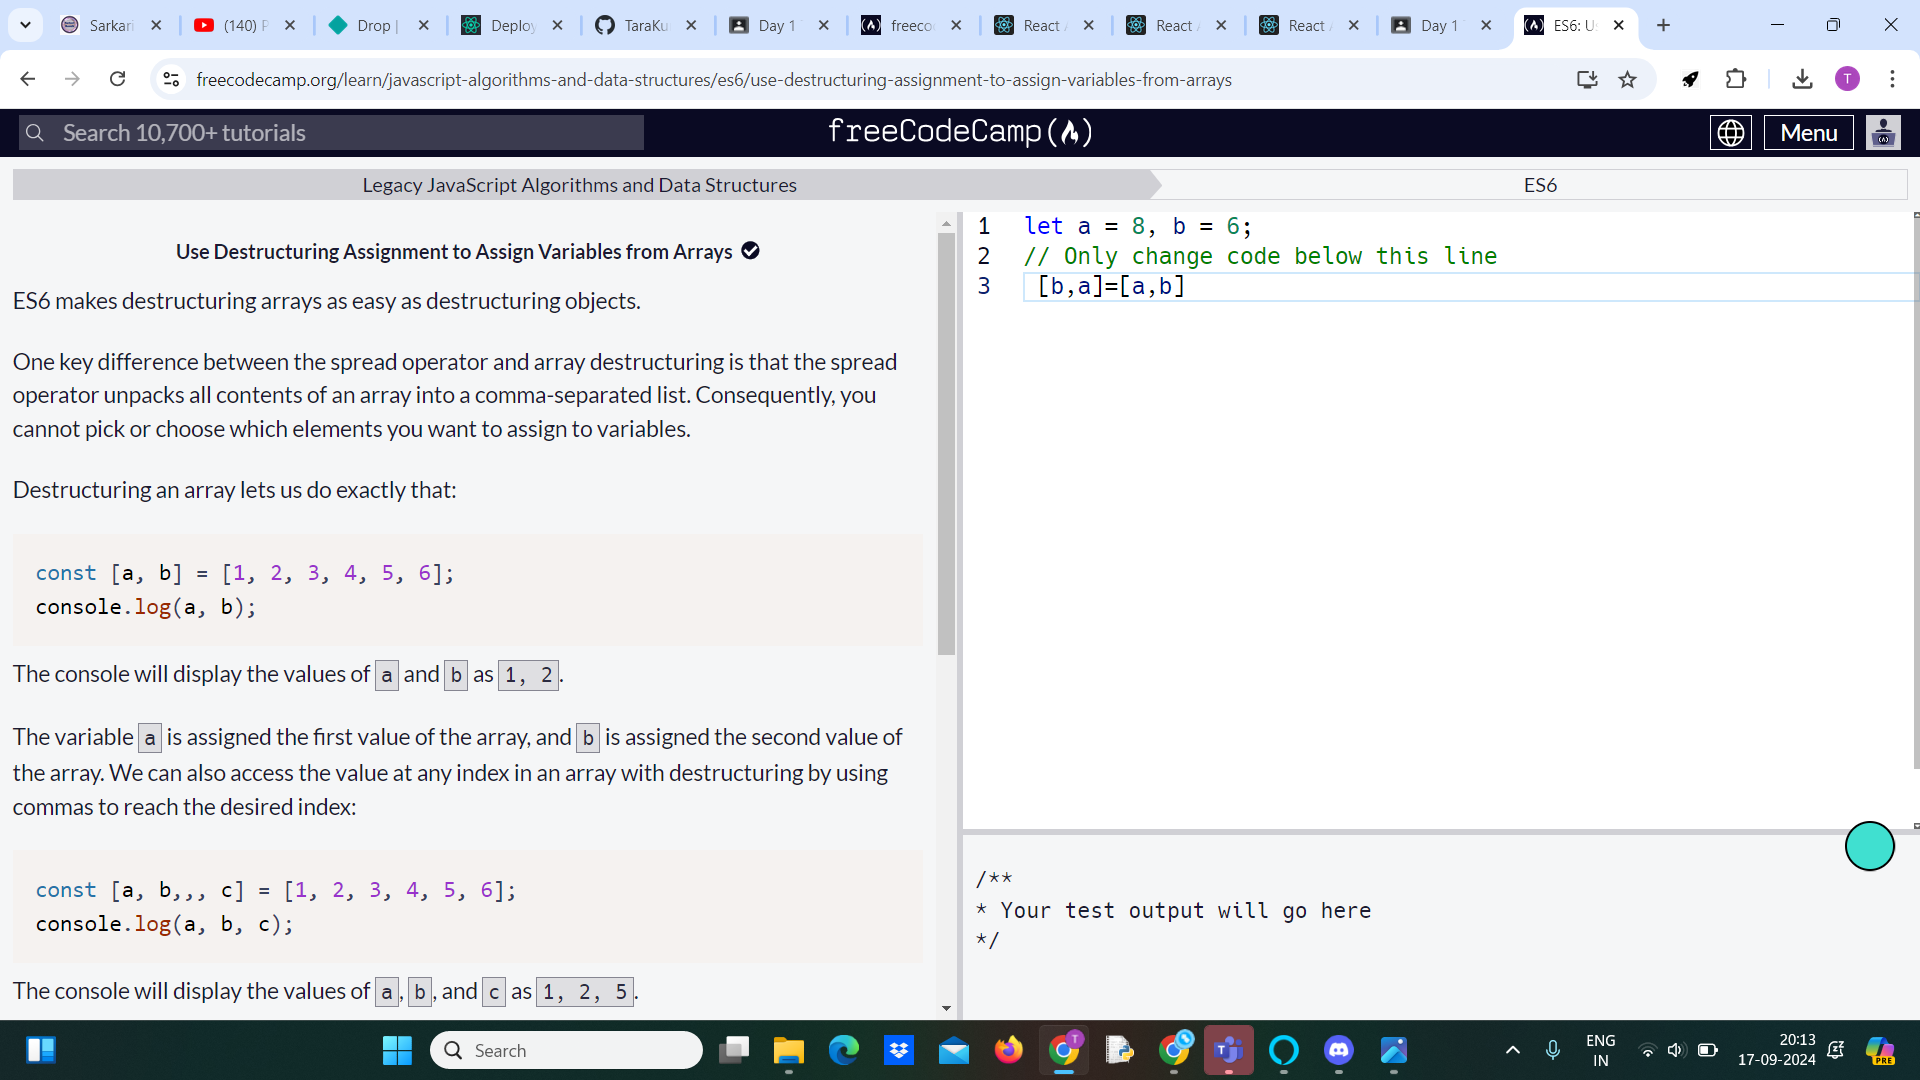 Sarkari
(140) P
Drop |
Deploy
TaraKu
Day 1
freeco
React
React
React
Day 1
ES6: U
freecodecamp.org/learn/javascript-algorithms-and-data-structures/es6/use-destructuring-assignment-to-assign-variables-from-arrays
T
Search 10,700+ tutorials
freeCodeCamp
Menu
Legacy JavaScript Algorithms and Data Structures
ES6
Use Destructuring Assignment to Assign Variables from Arrays
ES6 makes destructuring arrays as easy as destructuring objects.
One key difference between the spread operator and array destructuring is that the spread
operator unpacks all contents of an array into a comma-separated list. Consequently, you
cannot pick or choose which elements you want to assign to variables.
Destructuring an array lets us do exactly that:
const [a, b] = [1, 2, 3, 4, 5, 6];
console.log(a, b);
The console will display the values of a and b as 1, 2.
The variable a is assigned the first value of the array, and b is assigned the second value of
the array. We can also access the value at any index in an array with destructuring by using
commas to reach the desired index:
const [a, b,,, c] = [1, 2, 3, 4, 5, 6];
console.log(a, b, c);
The console will display the values of a, b, and c as 1, 2, 5.
1 let a = 8, b = 6;
2 // Only change code below this line
3 [b,a]=[a,b]
/**
* Your test output will go here
*/
Search
T
ENG
IN
20:13
17-09-2024
PRE